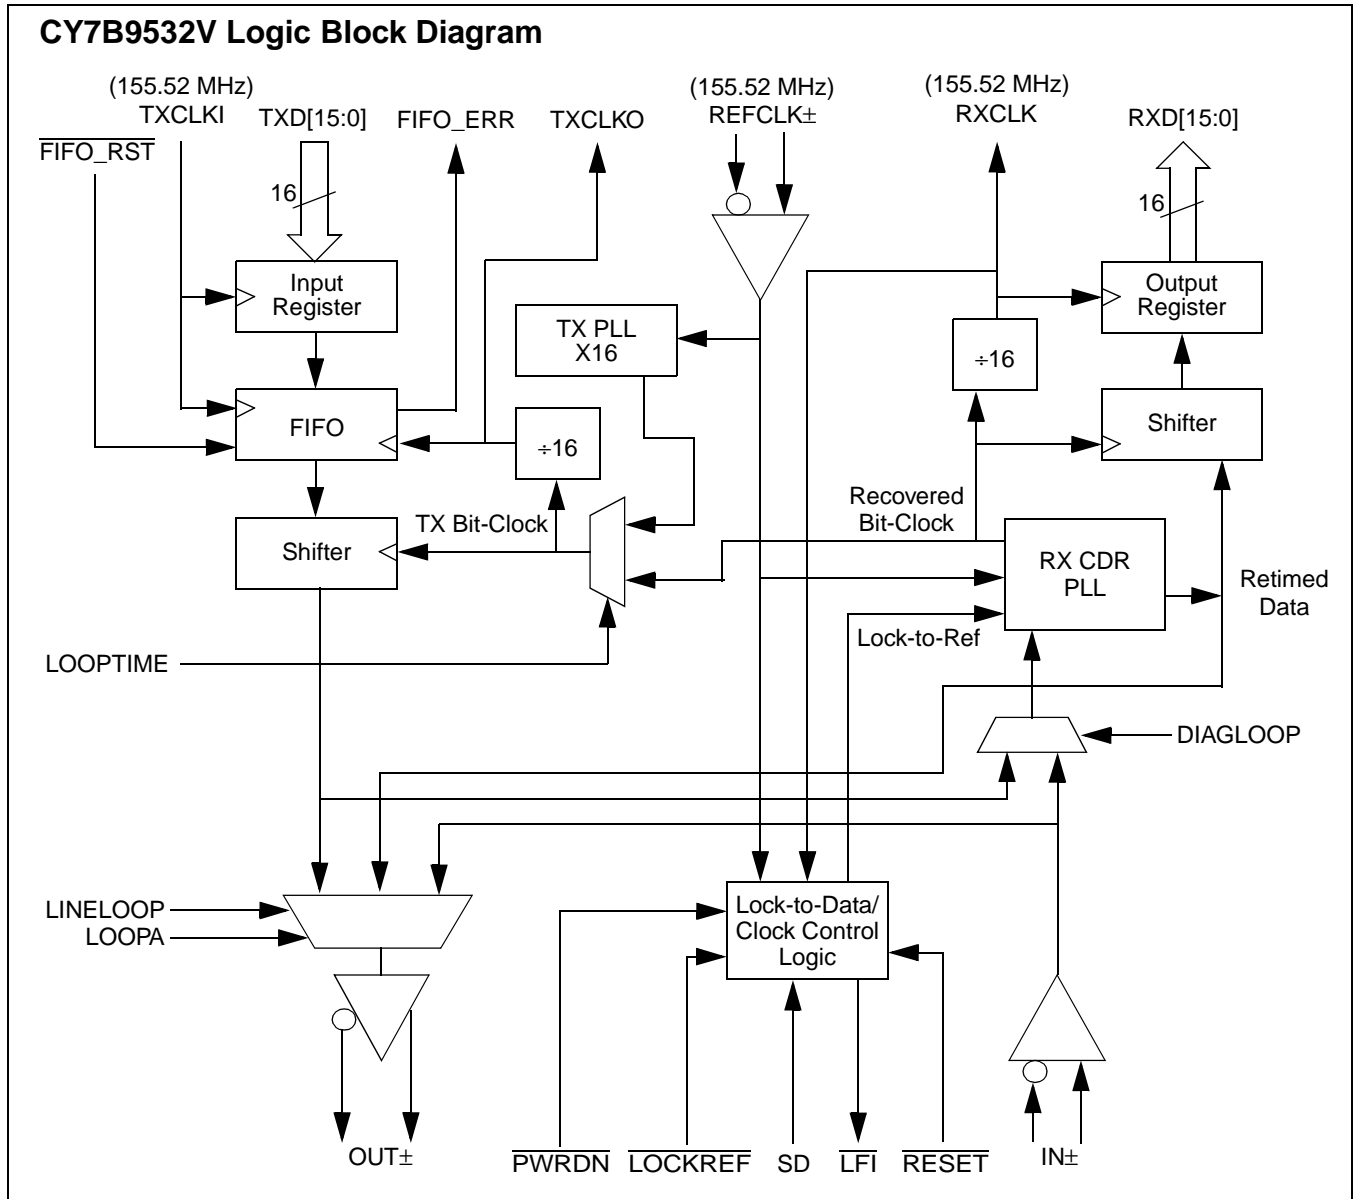 CY7B9532V Logic Block Diagram
(155.52 MHz)
TXCLKI
TXD[15:0]
FIFO_ERR
TXCLKO
(155.52 MHz)
REFCLK±
(155.52 MHz)
RXCLK
RXD[15:0]
FIFO_RST
16
16
Input
Register
Output
Register
TX PLL
X16
÷16
FIFO
÷16
Shifter
TX Bit-Clock
Recovered
Bit-Clock
Shifter
RX CDR
PLL
Retimed
Data
Lock-to-Ref
LOOPTIME
DIAGLOOP
LINELOOP
LOOPA
Lock-to-Data/
Clock Control
Logic
OUT±
PWRDN
LOCKREF
SD
LFI
RESET
IN±